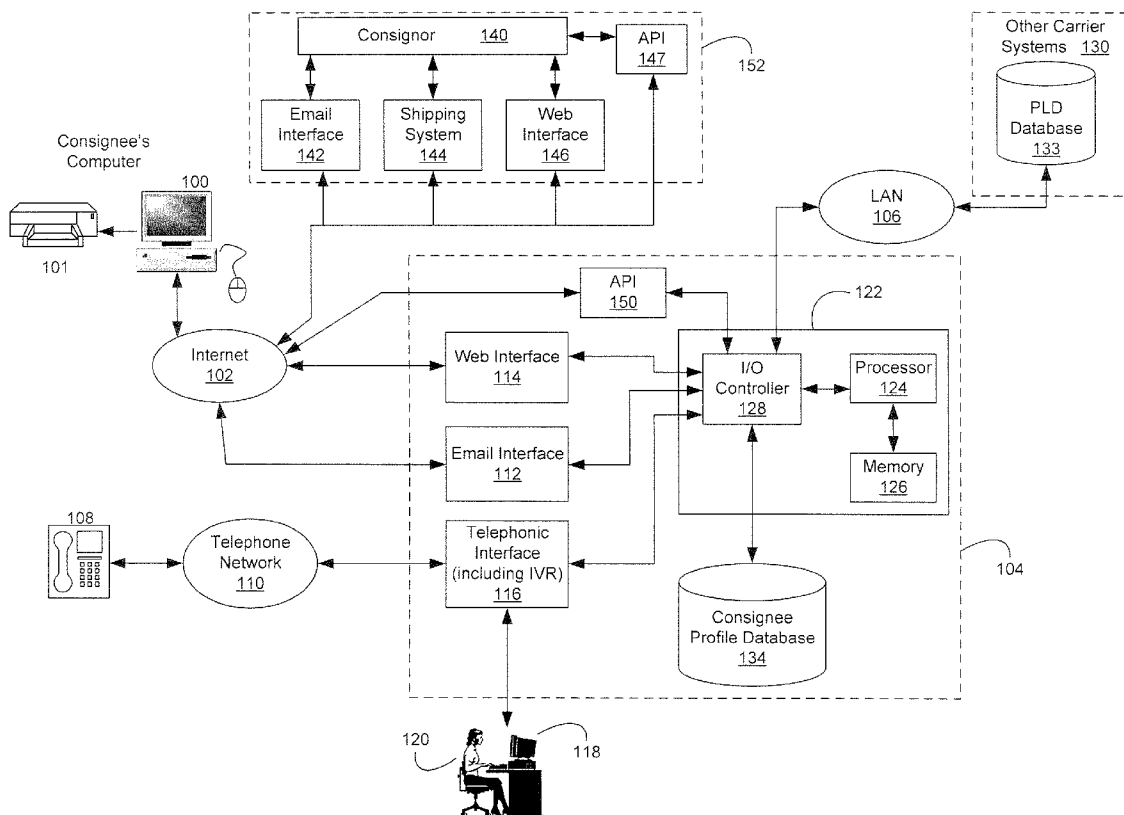 Consignor 140
API
147
152
Other Carrier
Systems 130
PLD
Database
133
Email
Interface
142
Shipping
System
144
Web
Interface
146
Consignee's
Computer
100
101
LAN
106
API
150
122
Internet
102
Web Interface
114
I/O
Controller
128
Processor
124
Email Interface
112
Memory
126
108
Telephone
Network
110
Telephonic
Interface
(including IVR)
116
104
Consignee
Profile Database
134
120
118